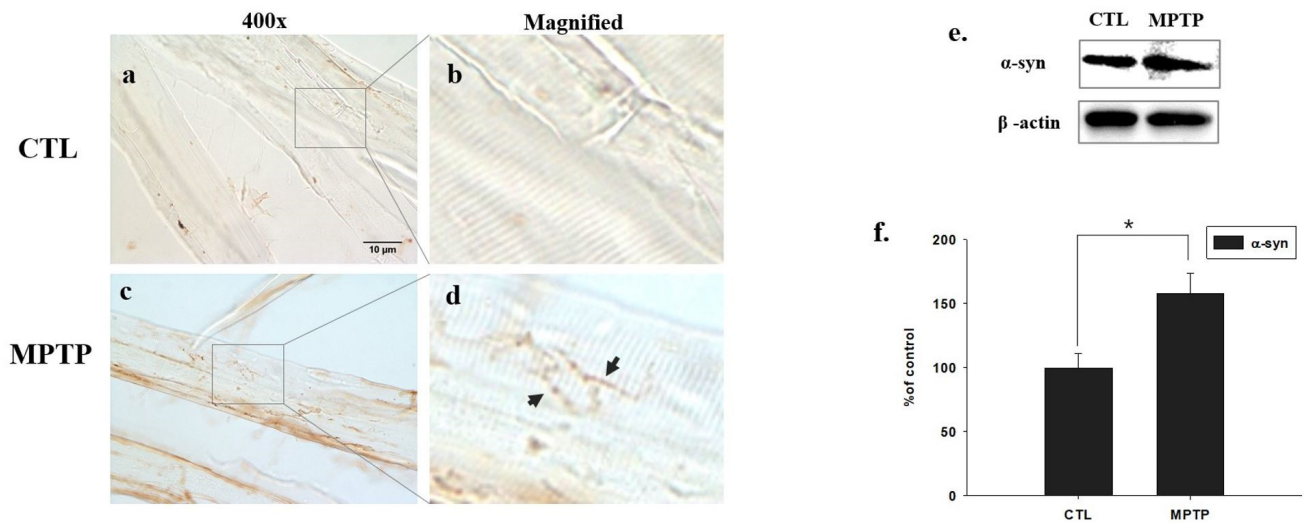 400x
Magnified
CTL
a
b
10 μm
MPTP
c
d
e.
CTL MPTP
α-syn
β -actin
f.
*
α-syn
% of control
200
150
100
50
0
CTL
MPTP